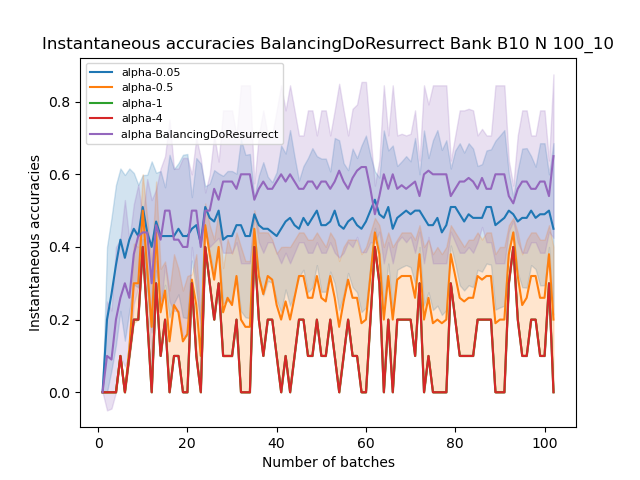 Instantaneous accuracies BalancingDoResurrect Bank B10 N 100_10
alpha-0.05
alpha-0.5
alpha-1
alpha-4
alpha BalancingDoResurrect
Instantaneous accuracies
0.8
0.6
0.4
0.2
0.0
0 20 40 60 80 100
Number of batches